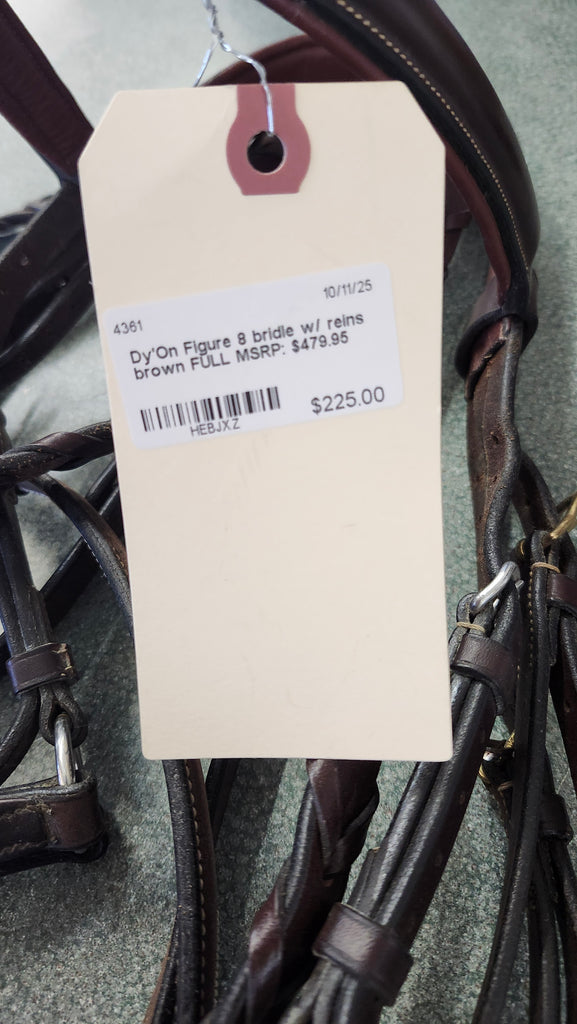 10/11/25
4361
Dy'On Figure 8 bridle w/ reins
brown FULL MSRP: $479.95
HEBJXZ
$225.00